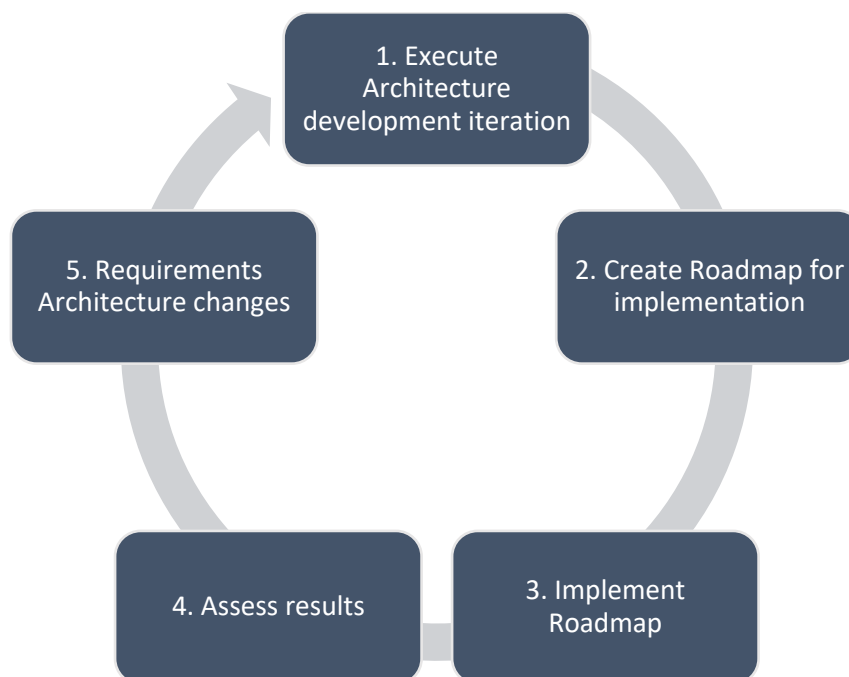 1. Execute
Architecture
development iteration
2. Create Roadmap for
implementation
3. Implement
Roadmap
4. Assess results
5. Requirements
Architecture changes